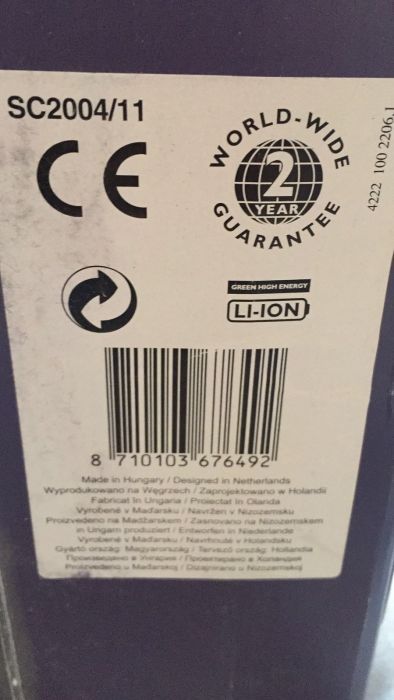 SC2004/11
CE
WORLD-WIDE
2
YEAR
GUARANTEE
4222 100 2206.1
GREEN HIGH ENERGY
LI-ION
8 710103 676492
Made in Hungary / Designed in Netherlands
Wyprodukowano na Węgrzech / Zaprojektowano w Holandii
Fabricat în Ungaria / Proiectat în Olanda
Vyrobené v Maďarsku / Navržen v Nizozemsku
Proizvedeno na Madžarskem / Zasnovano na Nizozemskem
in Ungarn produziert / Entworfen in Niederlande
Vyrobené v Maďarsku / Navrhnuté v Holandsku
Gyártó ország: Magyarország / Tervező ország: Hollandia
Произведено в Унгария / Проектирано в Холандия
Proizvedeno u Mađarskoj / Dizajnirano u Nizozemskoj